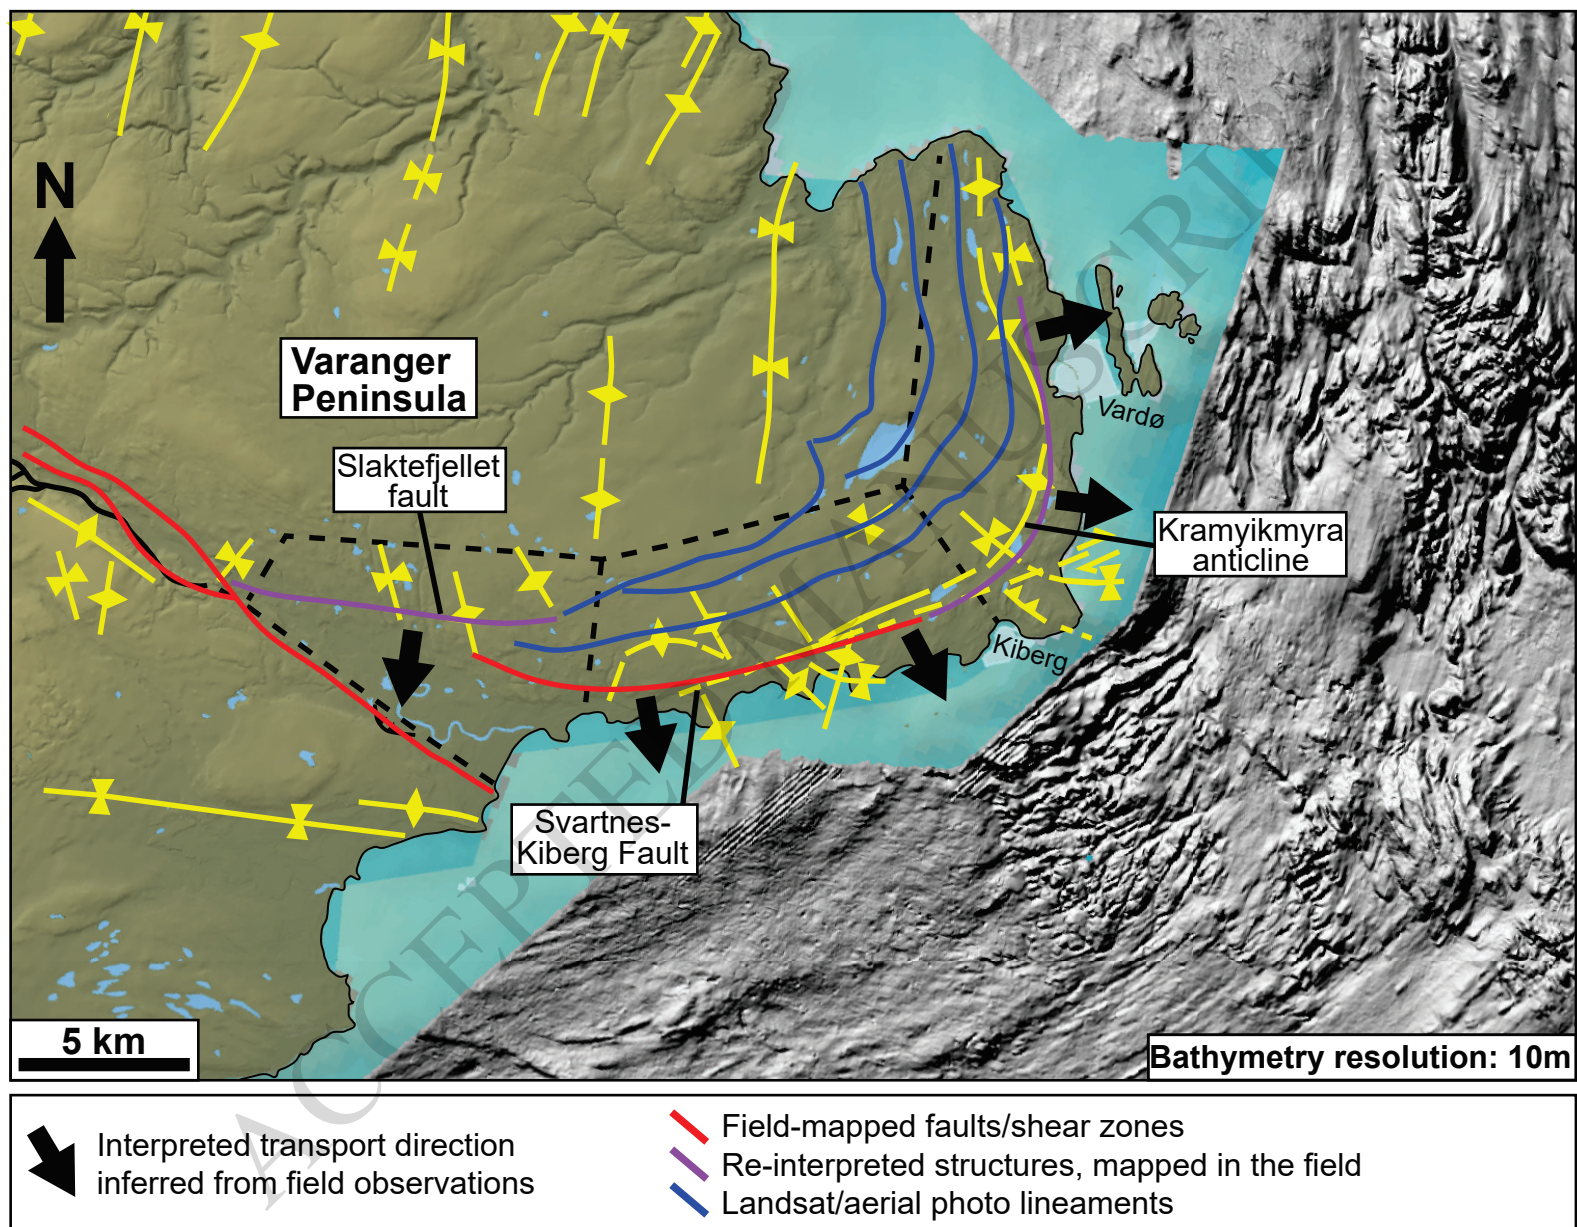 N
Varanger
Peninsula
Slaktefjellet
fault
Vardø
Kramyikmyra
anticline
Kiberg
Svartnes-
Kiberg Fault
5 km
Bathymetry resolution: 10m
ACCEPTED MANUSCRIPT
Interpreted transport direction
inferred from field observations
Field-mapped faults/shear zones
Re-interpreted structures, mapped in the field
Landsat/aerial photo lineaments